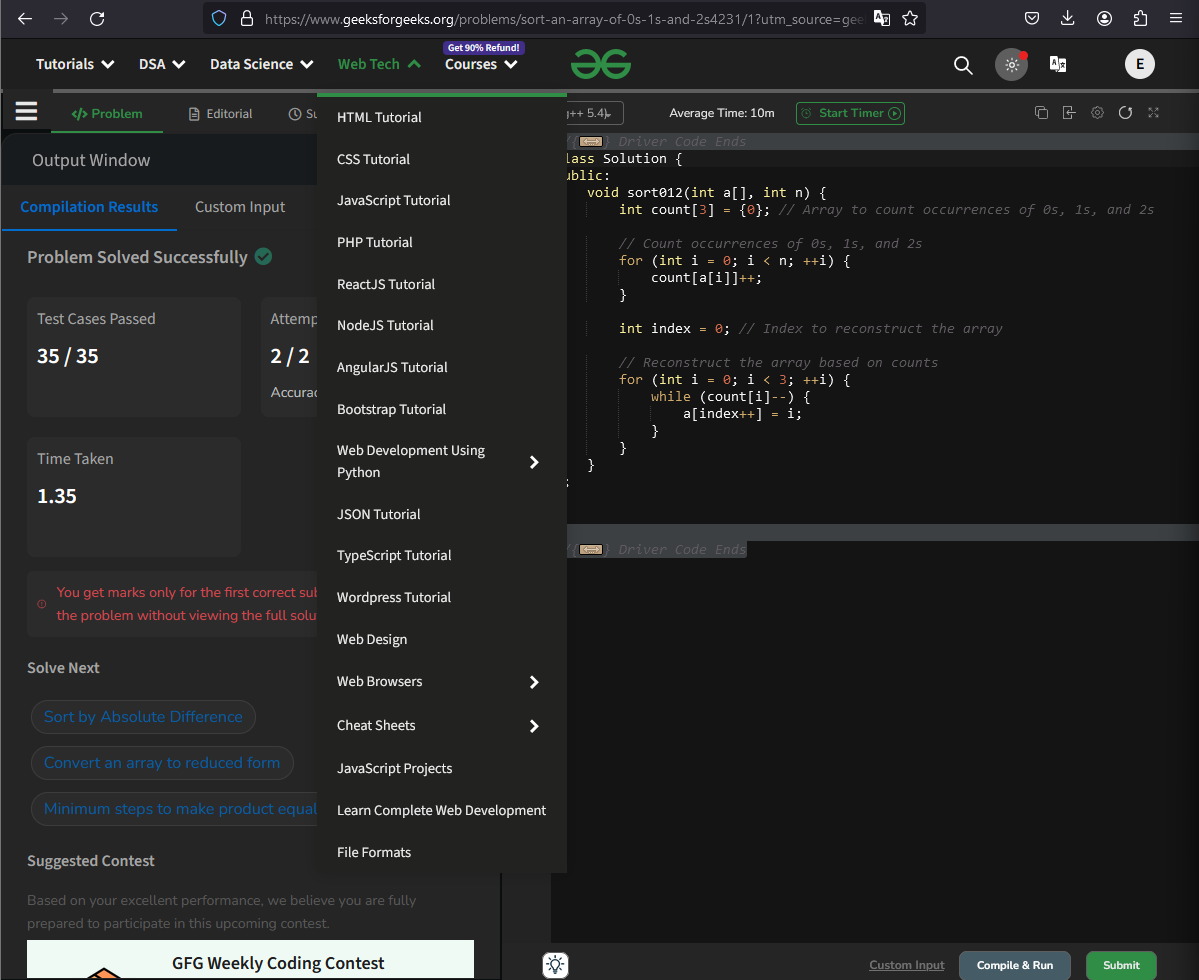 https://www.geeksforgeeks.org/problems/sort-an-array-of-0s-1s-and-2s4231/1?utm_source=gee
Get 90% Refund!
Tutorials DSA Data Science Web Tech Courses E
Problem Editorial Su g++ 5.4) Average Time: 10m Start Timer
HTML Tutorial
CSS Tutorial
JavaScript Tutorial
PHP Tutorial
ReactJS Tutorial
NodeJS Tutorial
AngularJS Tutorial
Bootstrap Tutorial
Web Development Using
Python
JSON Tutorial
TypeScript Tutorial
Wordpress Tutorial
Web Design
Web Browsers
Cheat Sheets
JavaScript Projects
Learn Complete Web Development
File Formats
Output Window
Compilation Results Custom Input
Problem Solved Successfully
Test Cases Passed
35 / 35
Attemp
2 / 2
Accurac
Time Taken
1.35
You get marks only for the first correct sub
the problem without viewing the full solu
Solve Next
Sort by Absolute Difference
Convert an array to reduced form
Minimum steps to make product equal
Suggested Contest
Based on your excellent performance, we believe you are fully
prepared to participate in this upcoming contest.
GFG Weekly Coding Contest
/{ } Driver Code Ends
lass Solution {
ublic:
void sort012(int a[], int n) {
int count[3] = {0}; // Array to count occurrences of 0s, 1s, and 2s
// Count occurrences of 0s, 1s, and 2s
for (int i = 0; i < n; ++i) {
count[a[i]]++;
}
int index = 0; // Index to reconstruct the array
// Reconstruct the array based on counts
for (int i = 0; i < 3; ++i) {
while (count[i]--) {
a[index++] = i;
}
}
}
;
/{ } Driver Code Ends
Custom Input Compile & Run Submit